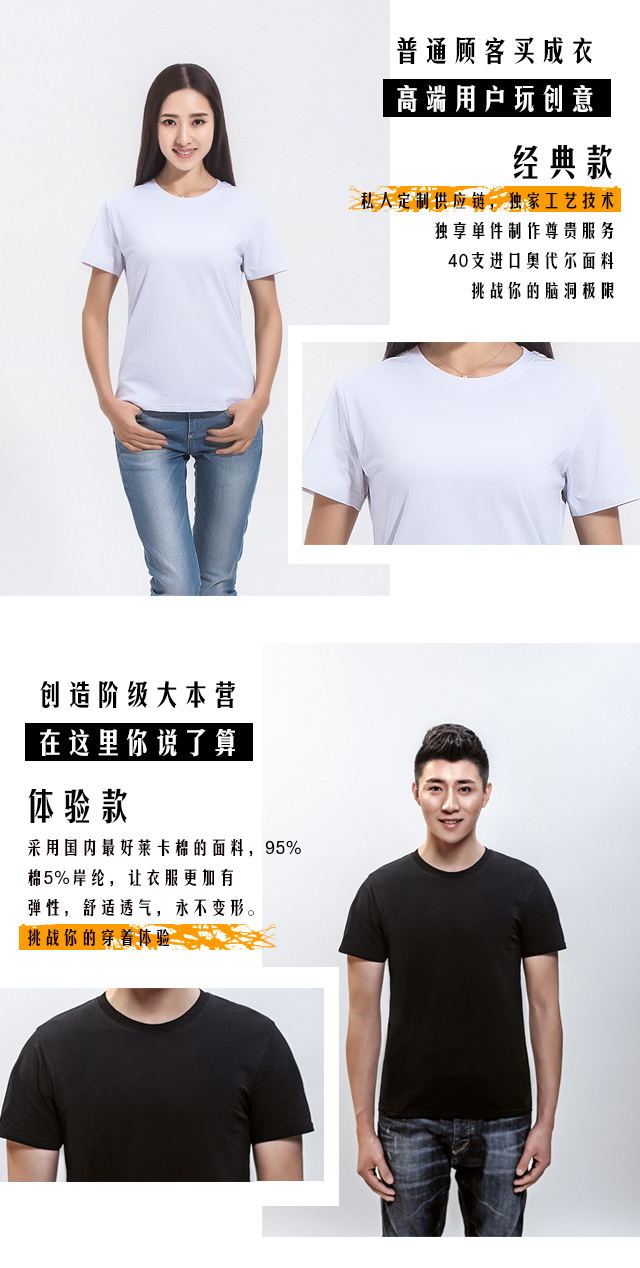 普通顾客买成衣
高端用户玩创意
经典款
私人定制供应链，独家工艺技术
独享单件制作尊贵服务
40支进口奥代尔面料
挑战你的脑洞极限
创造阶级大本营
在这里你说了算
体验款
采用国内最好莱卡棉的面料，95%
棉5%岸纶，让衣服更加有
弹性，舒适透气，永不变形。
挑战你的穿着体验